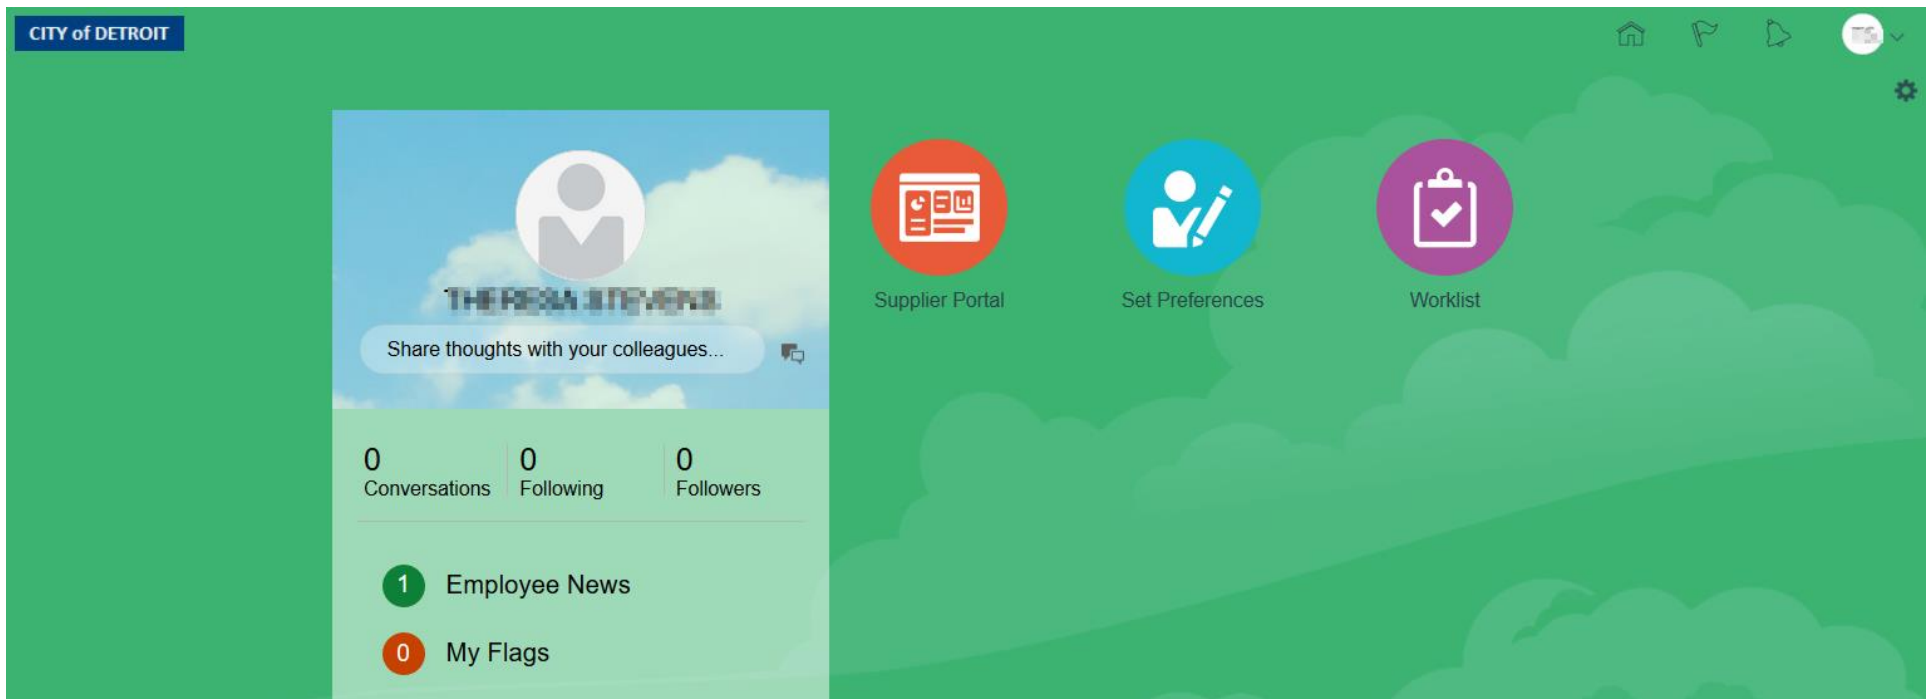 CITY of DETROIT
Share thoughts with your colleagues...
0 0 0
Conversations Following Followers
1 Employee News
0 My Flags
Supplier Portal Set Preferences Worklist